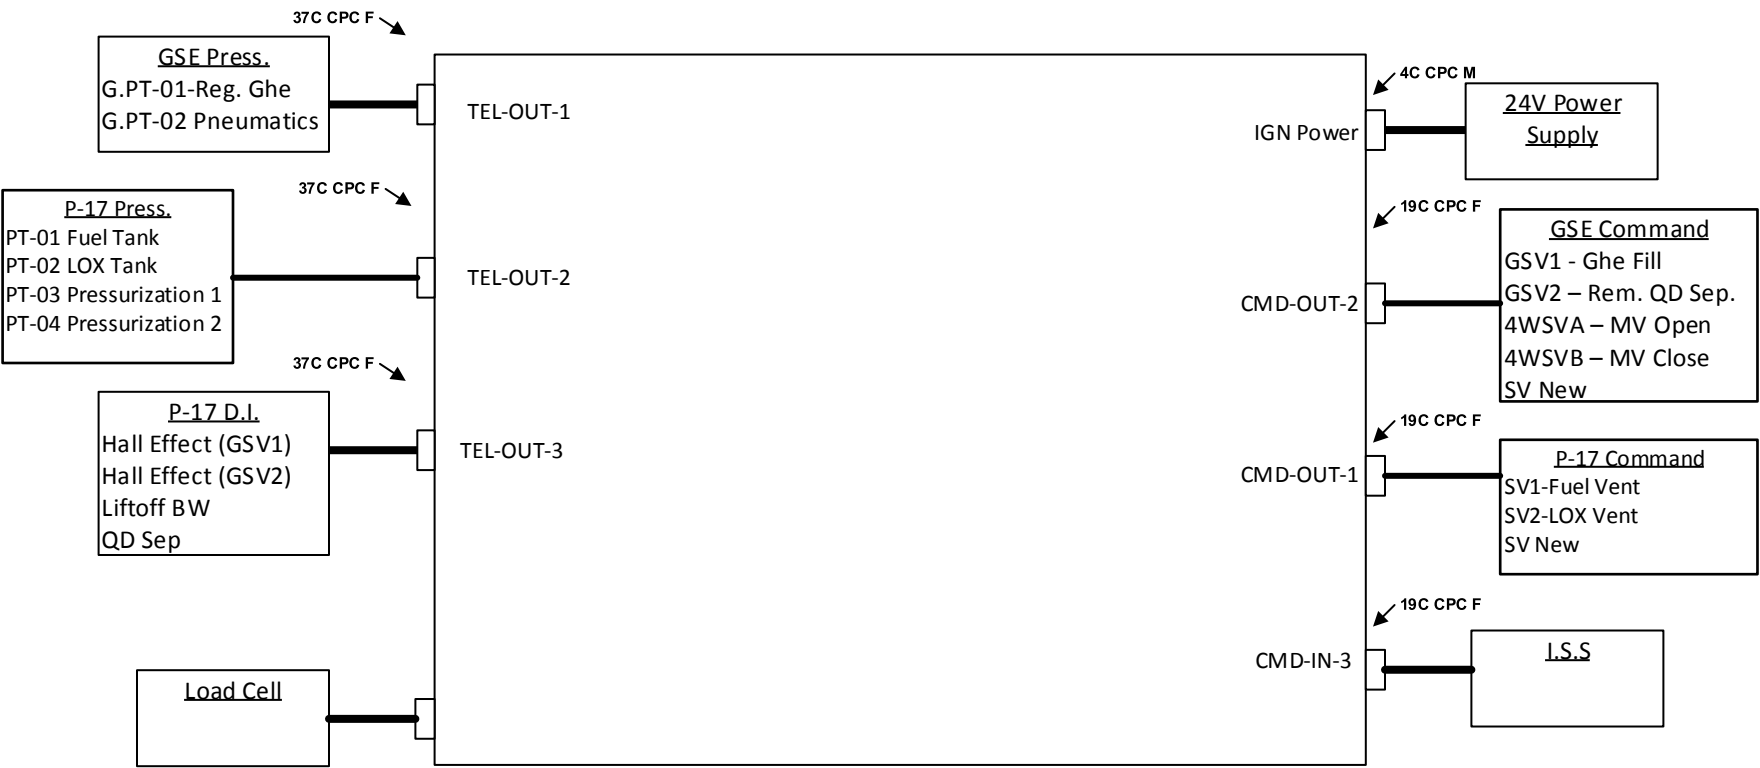 37C CPC F
GSE Press.
G.PT-01-Reg. Ghe
G.PT-02 Pneumatics
TEL-OUT-1
37C CPC F
P-17 Press.
PT-01 Fuel Tank
PT-02 LOX Tank
PT-03 Pressurization 1
PT-04 Pressurization 2
TEL-OUT-2
37C CPC F
P-17 D.I.
Hall Effect (GSV1)
Hall Effect (GSV2)
Liftoff BW
QD Sep
TEL-OUT-3
Load Cell
4C CPC M
IGN Power
24V Power
Supply
19C CPC F
CMD-OUT-2
GSE Command
GSV1 - Ghe Fill
GSV2 – Rem. QD Sep.
4WSVA – MV Open
4WSVB – MV Close
SV New
19C CPC F
CMD-OUT-1
P-17 Command
SV1-Fuel Vent
SV2-LOX Vent
SV New
19C CPC F
CMD-IN-3
I.S.S